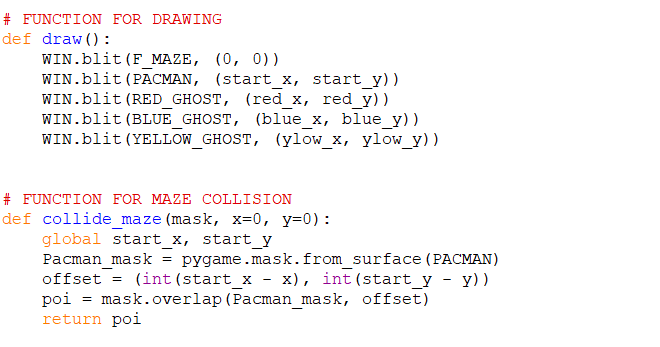 # FUNCTION FOR DRAWING
def draw():
    WIN.blit(F_MAZE, (0, 0))
    WIN.blit(PACMAN, (start_x, start_y))
    WIN.blit(RED_GHOST, (red_x, red_y))
    WIN.blit(BLUE_GHOST, (blue_x, blue_y))
    WIN.blit(YELLOW_GHOST, (ylow_x, ylow_y))
# FUNCTION FOR MAZE COLLISION
def collide_maze(mask, x=0, y=0):
    global start_x, start_y
    Pacman_mask = pygame.mask.from_surface(PACMAN)
    offset = (int(start_x - x), int(start_y - y))
    poi = mask.overlap(Pacman_mask, offset)
    return poi